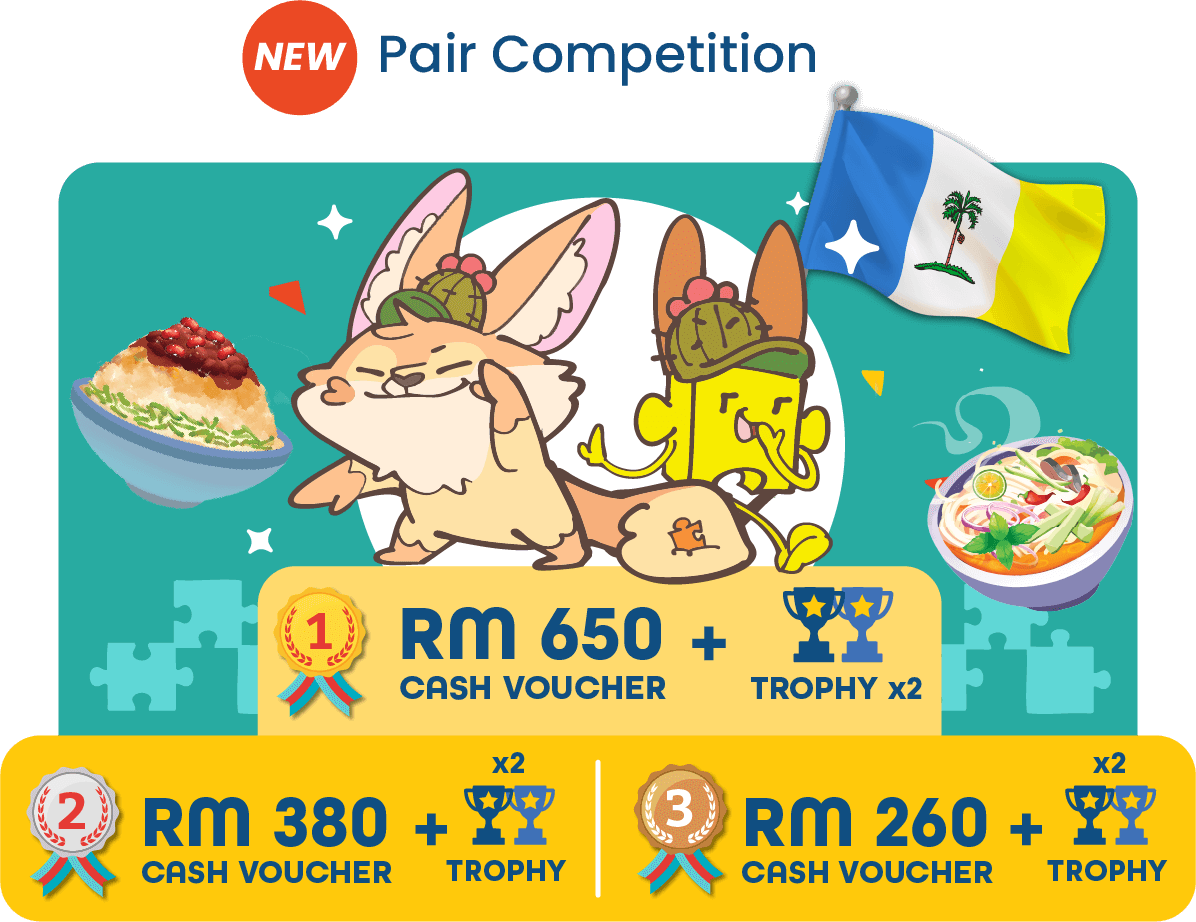 NEW Pair Competition
1
RM 650 +
CASH VOUCHER
TROPHY x2
2
RM 380 +
CASH VOUCHER
x2
TROPHY
3
RM 260 +
CASH VOUCHER
x2
TROPHY